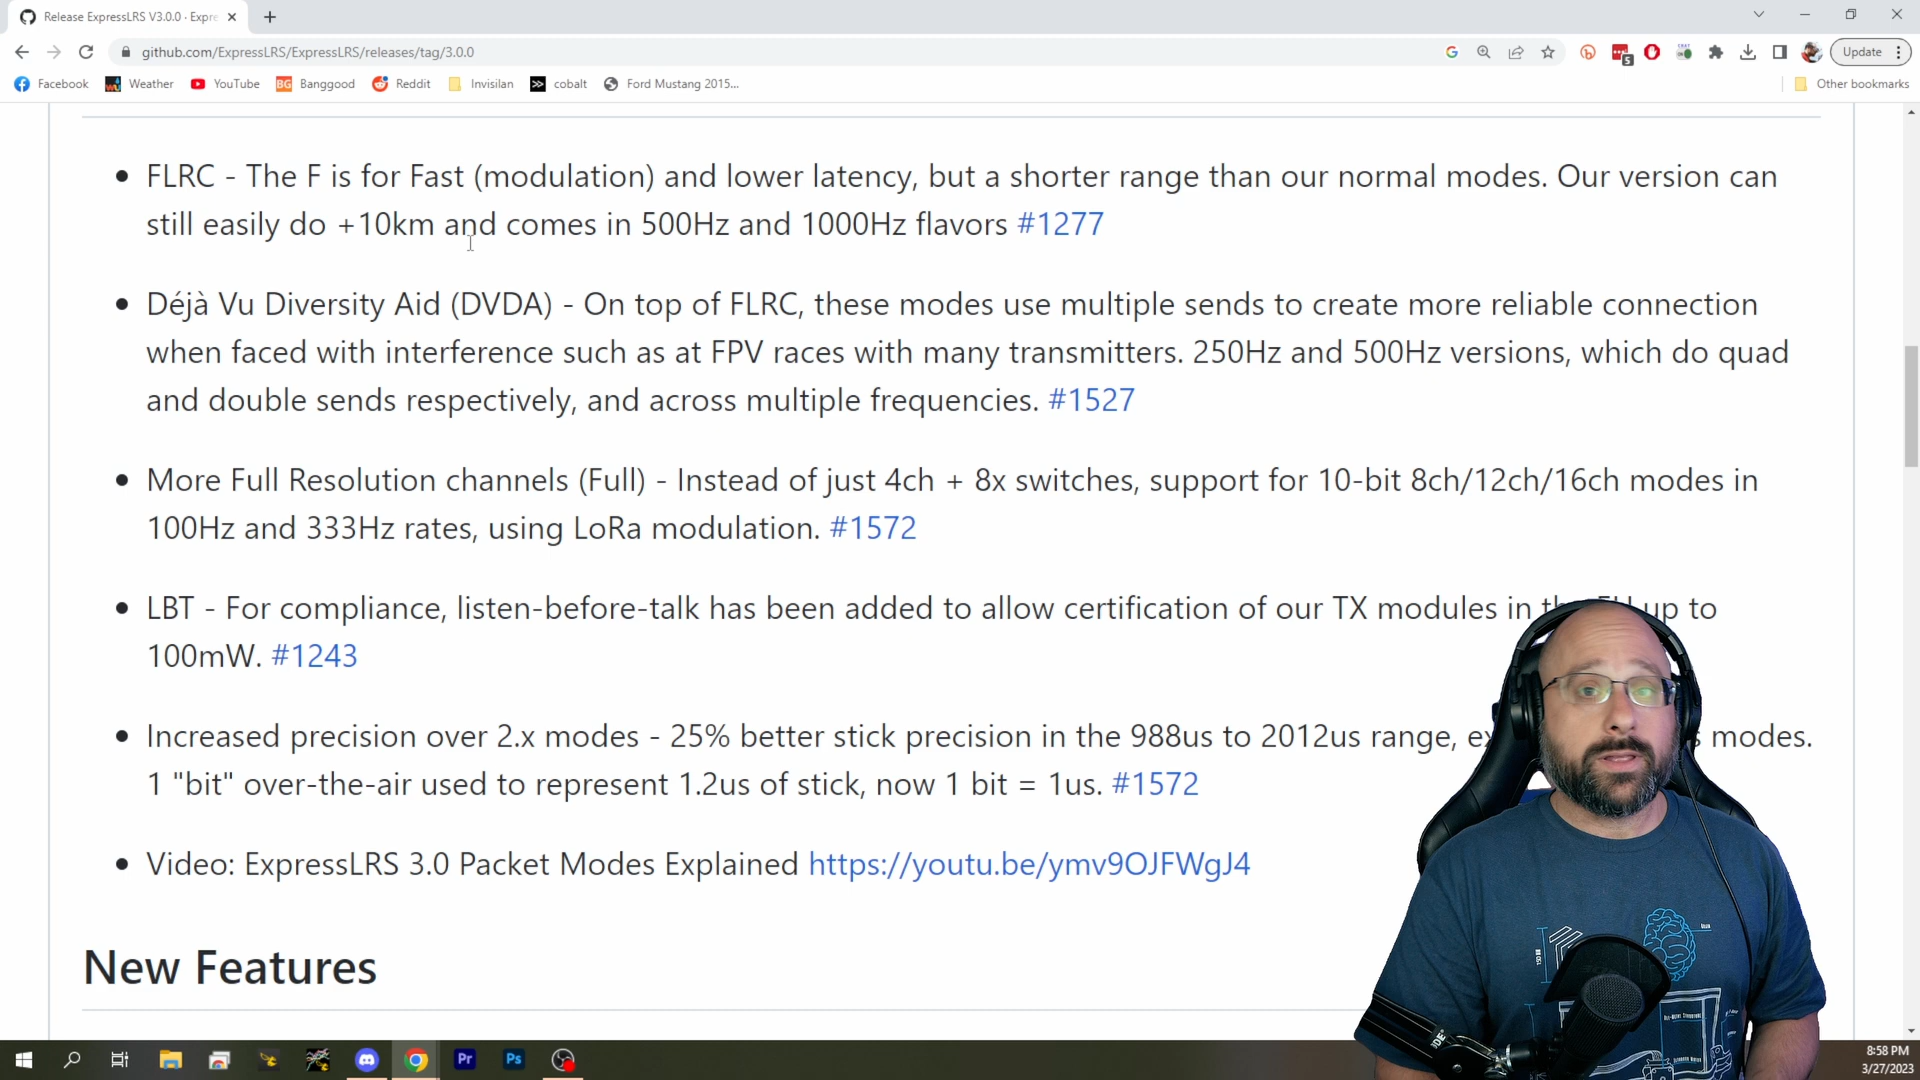 Release ExpressLRS V3.0.0 · Expre
github.com/ExpressLRS/ExpressLRS/releases/tag/3.0.0
Update
Facebook Weather YouTube Banggood Reddit Invisilan cobalt Ford Mustang 2015... Other bookmarks
• FLRC - The F is for Fast (modulation) and lower latency, but a shorter range than our normal modes. Our version can
still easily do +10km and comes in 500Hz and 1000Hz flavors #1277
• Déjà Vu Diversity Aid (DVDA) - On top of FLRC, these modes use multiple sends to create more reliable connection
when faced with interference such as at FPV races with many transmitters. 250Hz and 500Hz versions, which do quad
and double sends respectively, and across multiple frequencies. #1527
• More Full Resolution channels (Full) - Instead of just 4ch + 8x switches, support for 10-bit 8ch/12ch/16ch modes in
100Hz and 333Hz rates, using LoRa modulation. #1572
• LBT - For compliance, listen-before-talk has been added to allow certification of our TX modules in the EU up to
100mW. #1243
• Increased precision over 2.x modes - 25% better stick precision in the 988us to 2012us range, modes.
1 "bit" over-the-air used to represent 1.2us of stick, now 1 bit = 1us. #1572
• Video: ExpressLRS 3.0 Packet Modes Explained https://youtu.be/ymv9OJFWgJ4
New Features
Pr Ps
8:58 PM
3/27/2023